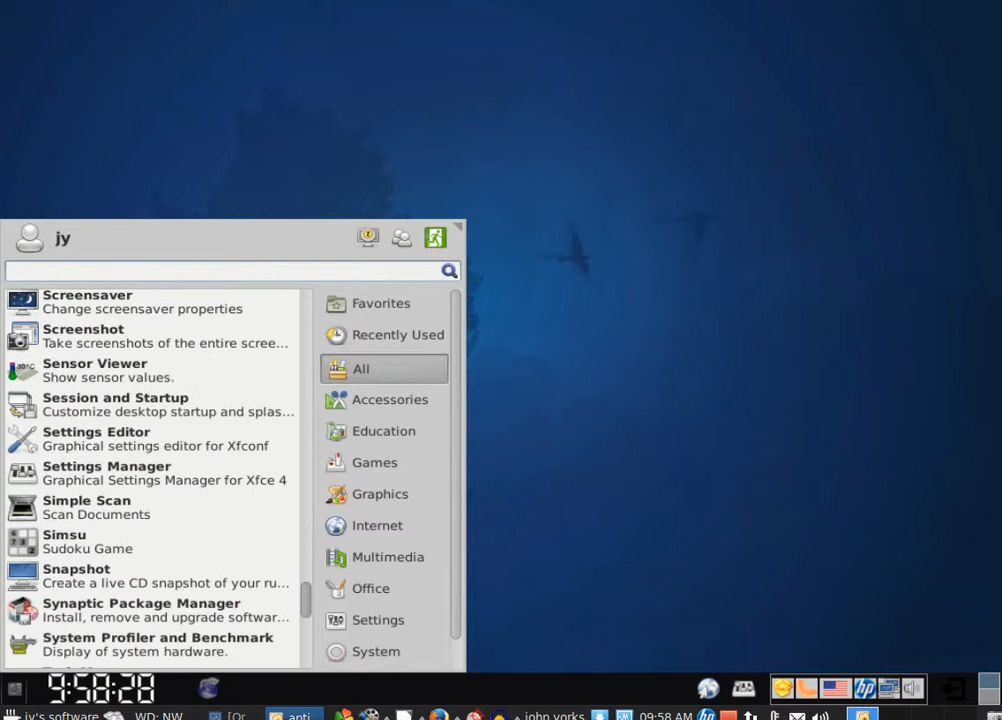 jy
Screensaver
Change screensaver properties
Screenshot
Take screenshots of the entire scree...
Sensor Viewer
Show sensor values.
Session and Startup
Customize desktop startup and splas...
Settings Editor
Graphical settings editor for Xfconf
Settings Manager
Graphical Settings Manager for Xfce 4
Simple Scan
Scan Documents
Simsu
Sudoku Game
Snapshot
Create a live CD snapshot of your ru...
Synaptic Package Manager
Install, remove and upgrade softwar...
System Profiler and Benchmark
Display of system hardware.
Favorites
Recently Used
All
Accessories
Education
Games
Graphics
Internet
Multimedia
Office
Settings
System
9:58:28
hp
jy's software WD: NW [Or anti john yorks 09:58 AM hp